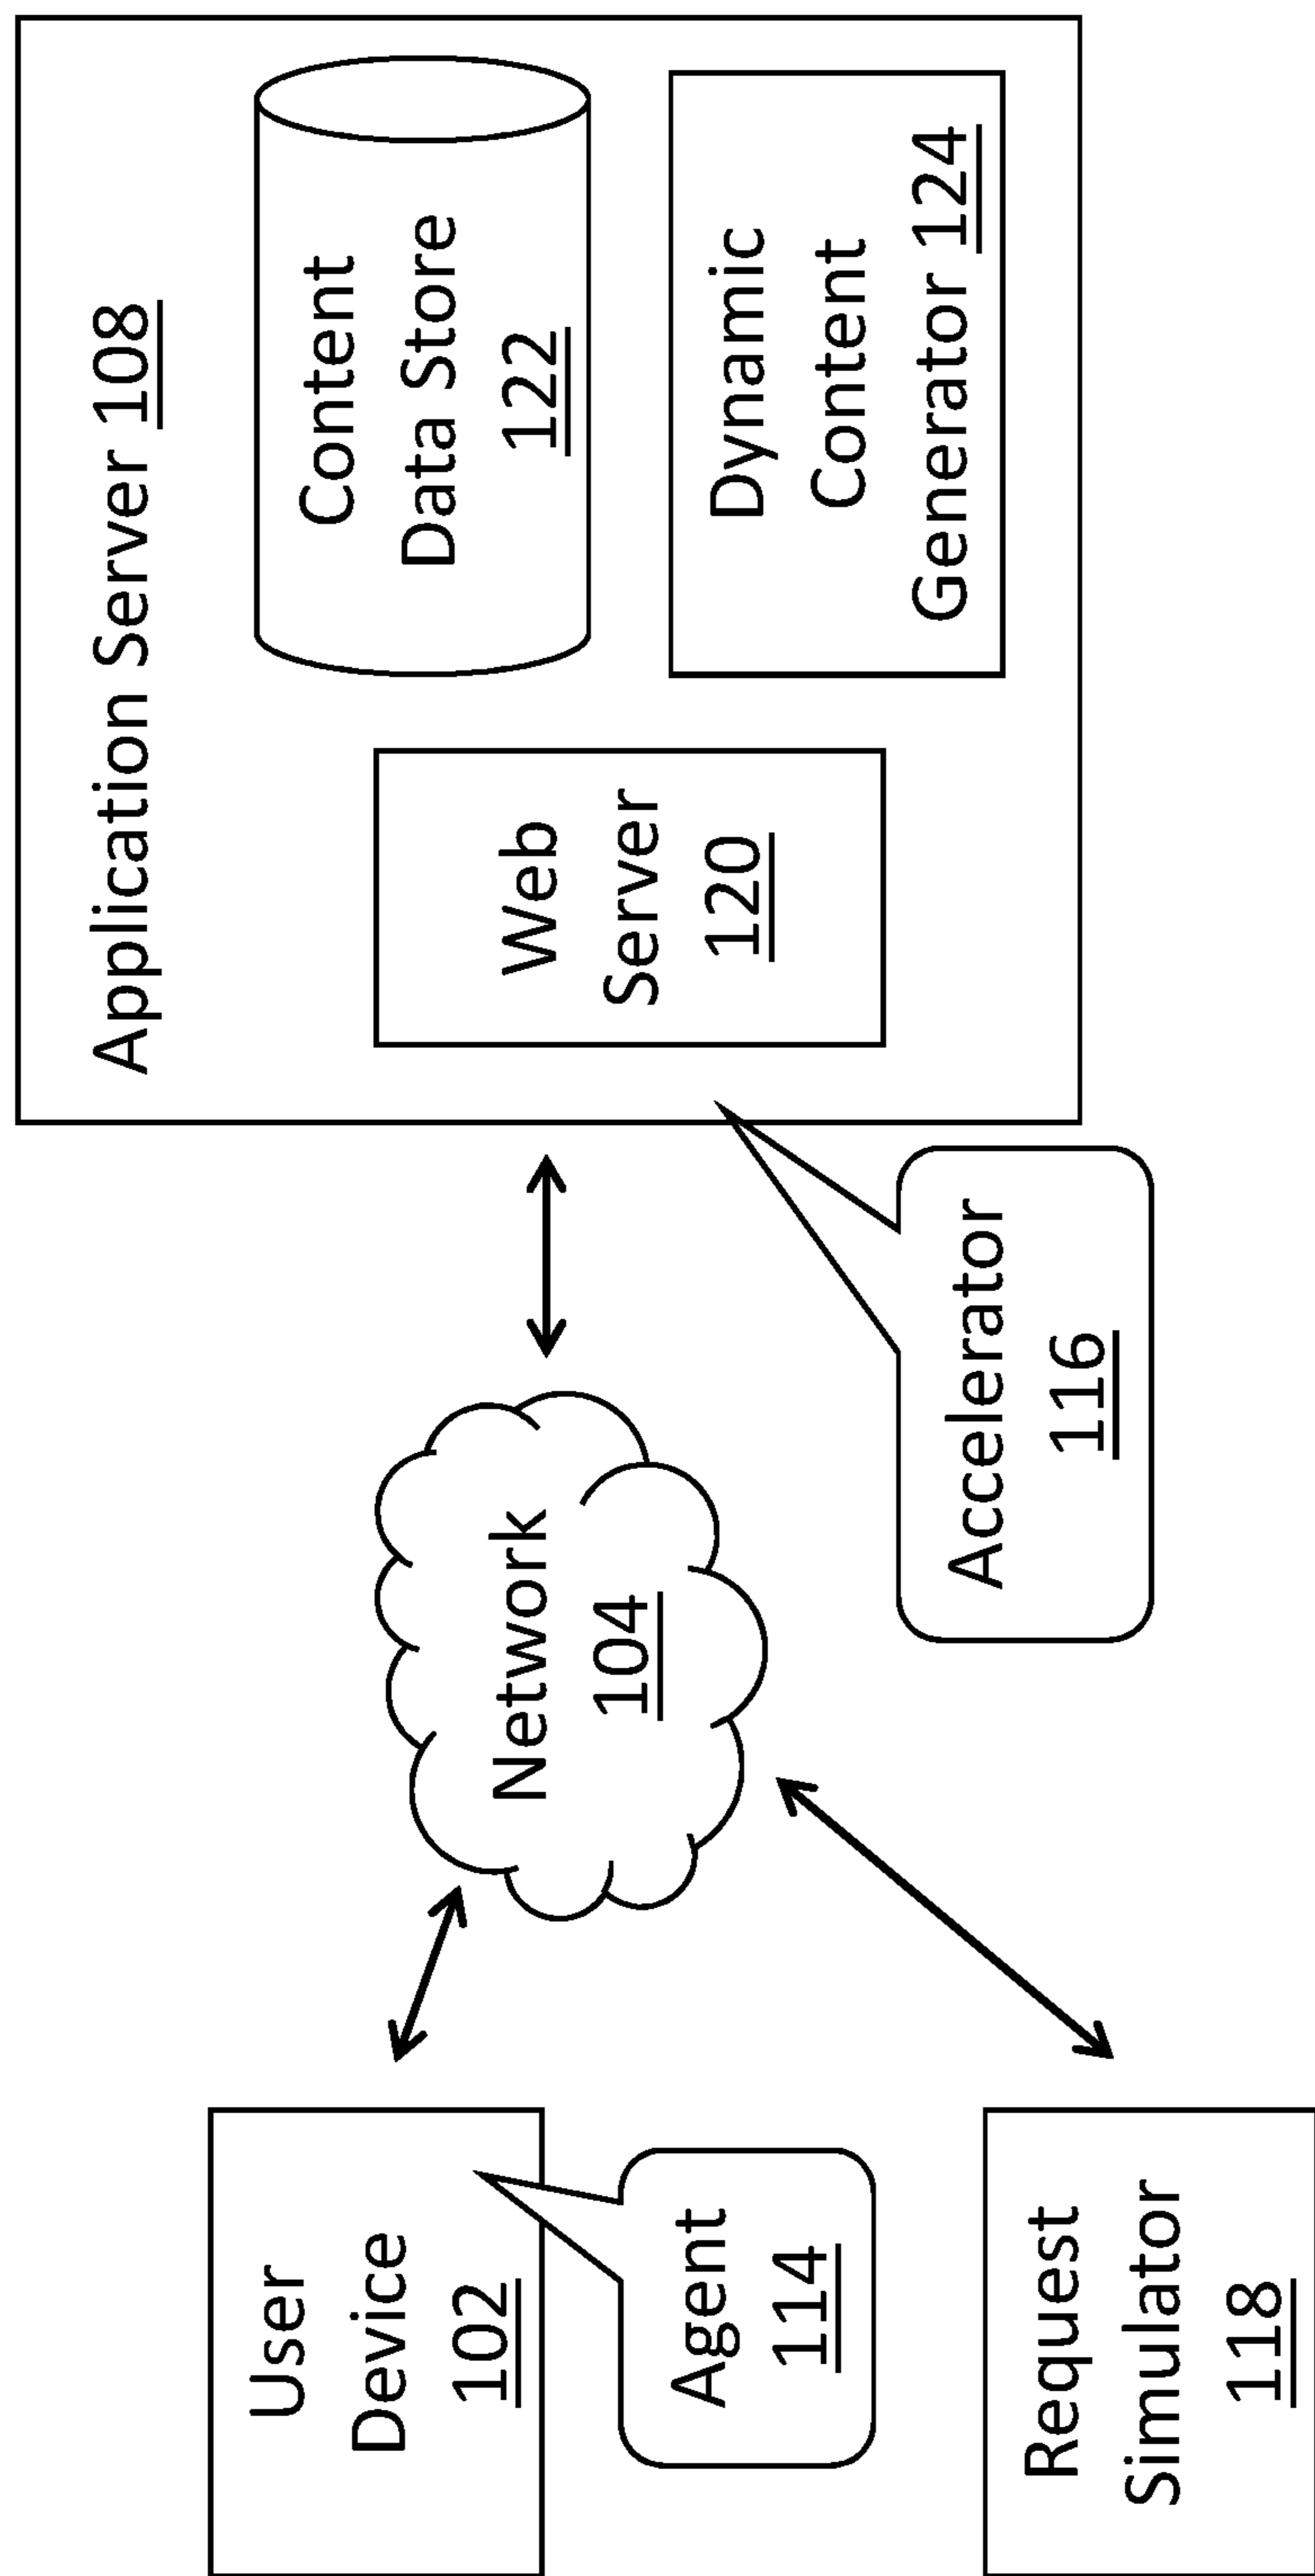 User
Device
102
Agent
114
Request
Simulator
118
Network
104
Accelerator
116
Application Server 108
Web
Server
120
Content
Data Store
122
Dynamic
Content
Generator 124